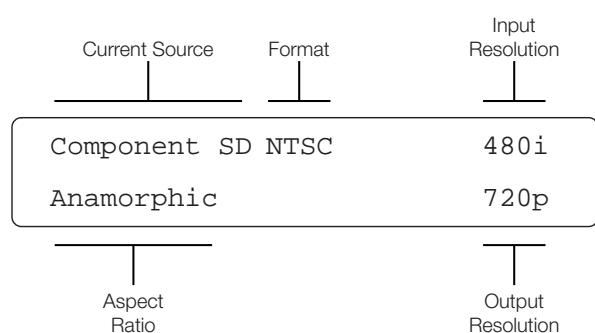 Current Source Format Input
Resolution
Component SD NTSC 480i
Anamorphic 720p
Aspect
Ratio
Output
Resolution